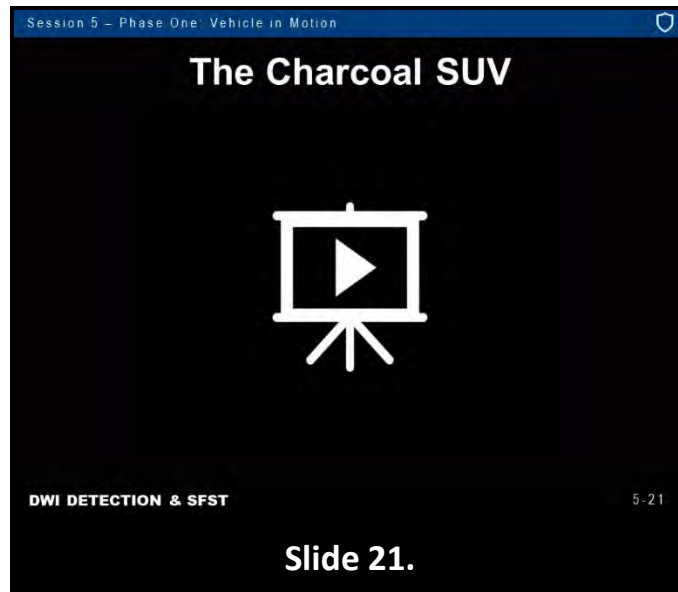 Session 5 – Phase One: Vehicle in Motion
The Charcoal SUV
DWI DETECTION & SFST
5-21
Slide 21.